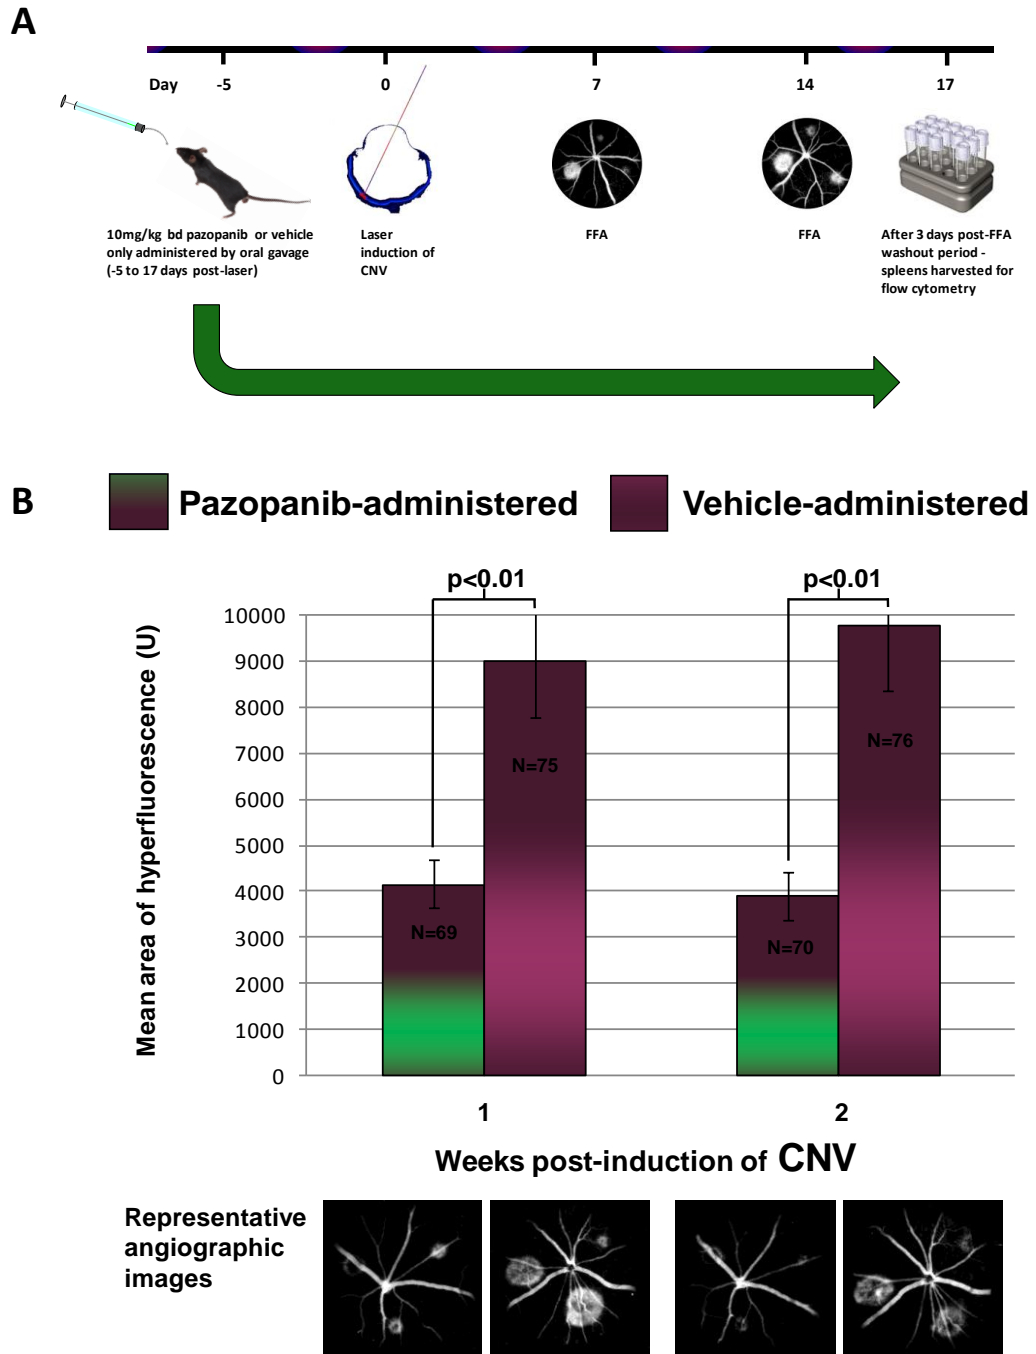 A
Day -5 0 7 14 17
10mg/kg bd pazopanib or vehicle
only administered by oral gavage
(-5 to 17 days post-laser)
Laser
induction of
CNV
FFA
FFA
After 3 days post-FFA
washout period -
spleens harvested for
flow cytometry
B
Pazopanib-administered
Vehicle-administered
p<0.01
p<0.01
Mean area of hyperfluorescence (U)
10000
9000
8000
7000
6000
5000
4000
3000
2000
1000
0
N=69
N=75
N=70
N=76
1
2
Weeks post-induction of CNV
Representative
angiographic
images